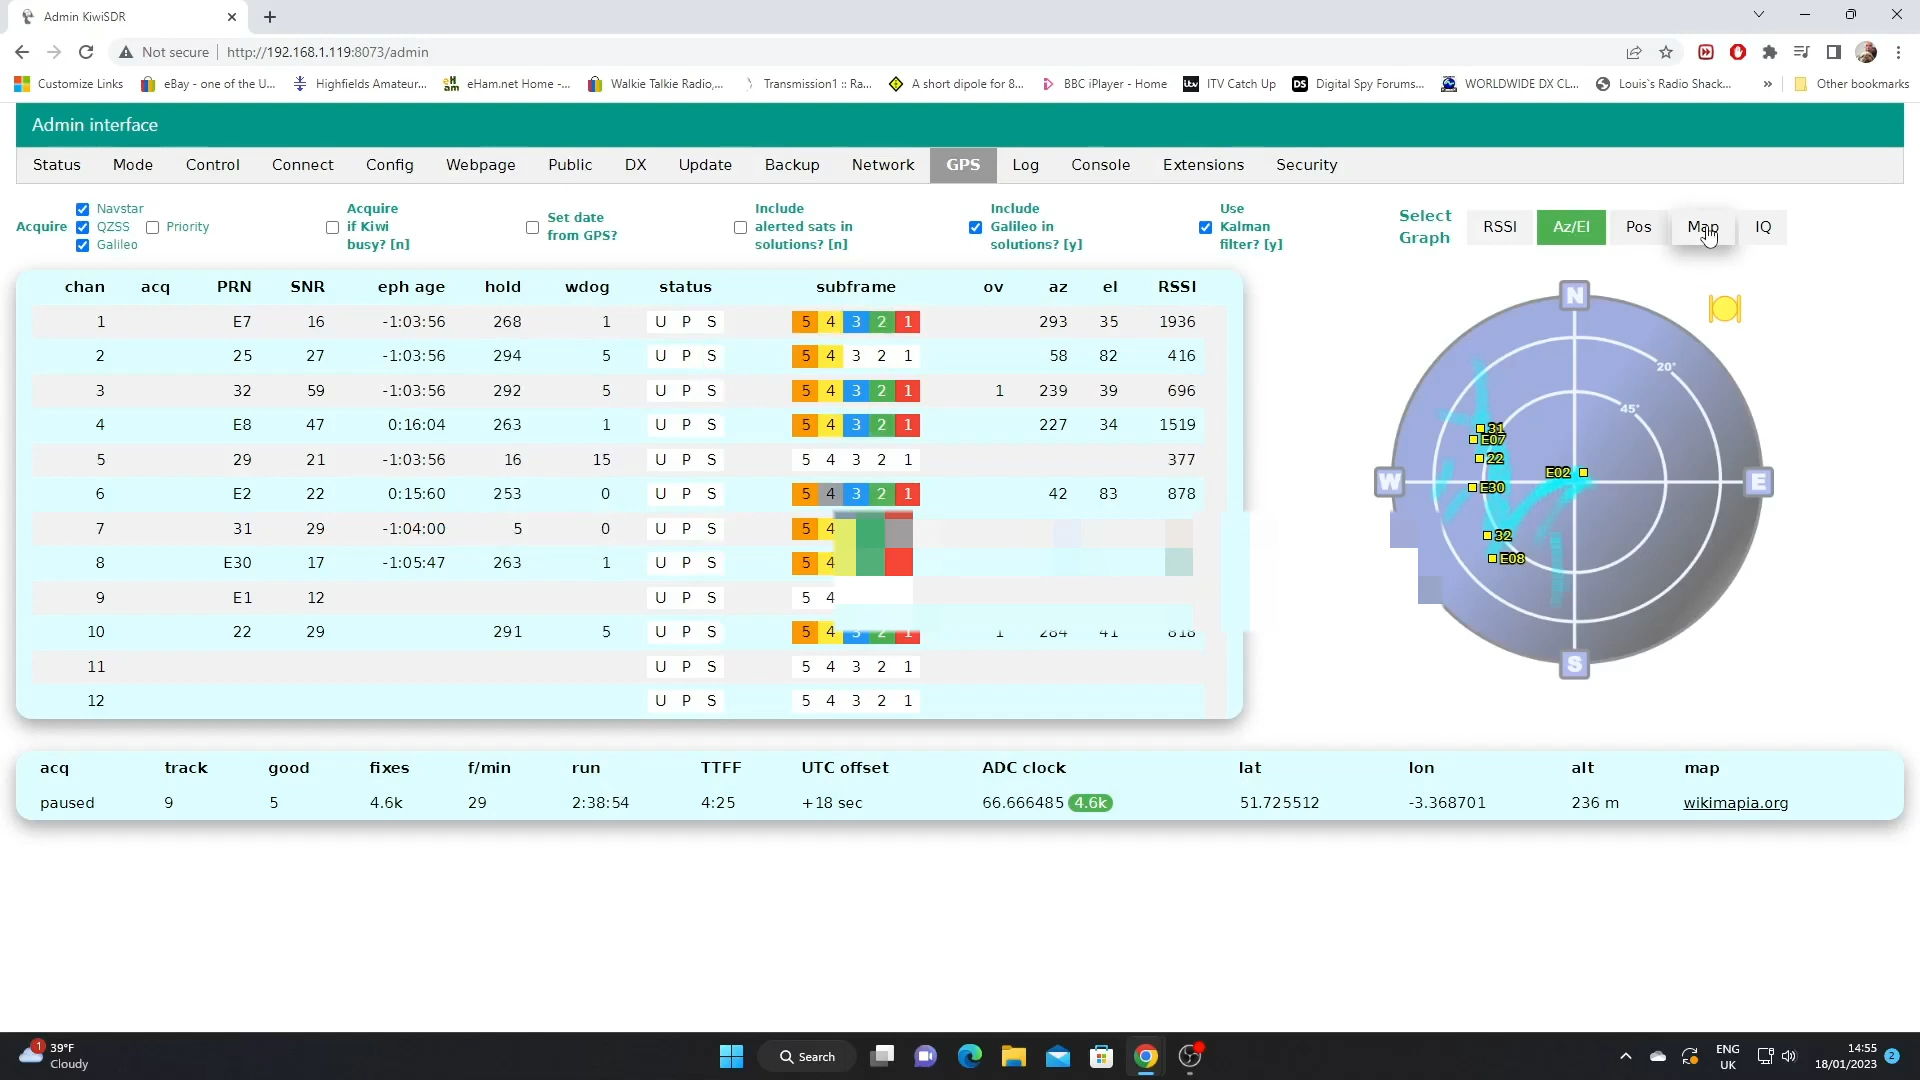 Admin KiwiSDR
Not secure http://192.168.1.119:8073/admin
Customize Links eBay - one of the U... Highfields Amateur... eHam.net Home -... Walkie Talkie Radio,... Transmission1 :: Ra... A short dipole for 8... BBC iPlayer - Home ITV Catch Up Digital Spy Forums... WORLDWIDE DX CL... Louis`s Radio Shack... » Other bookmarks
Admin interface
Status Mode Control Connect Config Webpage Public DX Update Backup Network GPS Log Console Extensions Security
Acquire
Navstar
QZSS
Galileo
Priority
Acquire
if Kiwi
busy? [n]
Set date
from GPS?
Include
alerted sats in
solutions? [n]
Include
Galileo in
solutions? [y]
Use
Kalman
filter? [y]
Select
Graph
RSSI Az/El Pos Map IQ
chan acq PRN SNR eph age hold wdog status subframe ov az el RSSI
1 E7 16 -1:03:56 268 1 U P S 5 4 3 2 1 293 35 1936
2 25 27 -1:03:56 294 5 U P S 5 4 3 2 1 58 82 416
3 32 59 -1:03:56 292 5 U P S 5 4 3 2 1 1 239 39 696
4 E8 47 0:16:04 263 1 U P S 5 4 3 2 1 227 34 1519
5 29 21 -1:03:56 16 15 U P S 5 4 3 2 1 377
6 E2 22 0:15:60 253 0 U P S 5 4 3 2 1 42 83 878
7 31 29 -1:04:00 5 0 U P S 5 4
8 E30 17 -1:05:47 263 1 U P S 5 4
9 E1 12 U P S 5 4
10 22 29 291 5 U P S 5 4 3 2 1 1 284 41 818
11 U P S 5 4 3 2 1
12 U P S 5 4 3 2 1
N
20°
45°
31
E07
22
E02
W
E30
E
32
E08
S
acq track good fixes f/min run TTFF UTC offset ADC clock lat lon alt map
paused 9 5 4.6k 29 2:38:54 4:25 +18 sec 66.666485 4.6k 51.725512 -3.368701 236 m wikimapia.org
1
39°F
Cloudy
Search
ENG
UK
14:55
18/01/2023
2